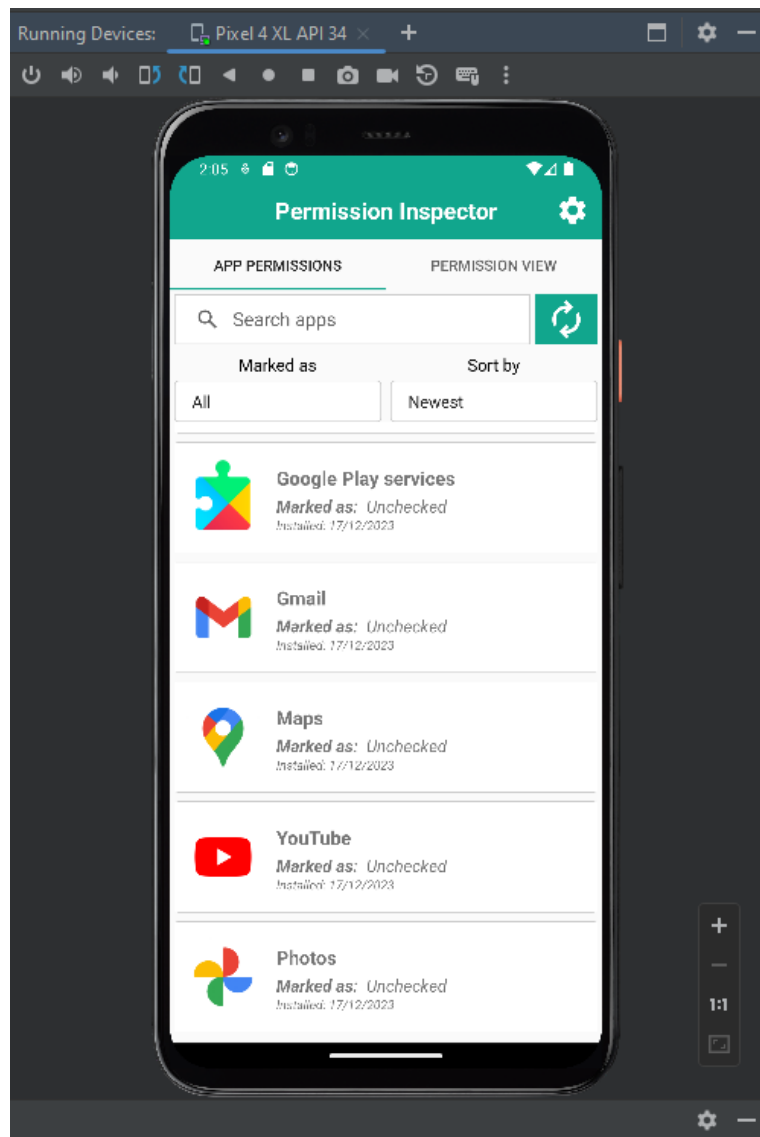 Running Devices: Pixel 4 XL API 34
2:05
Permission Inspector
APP PERMISSIONS PERMISSION VIEW
Search apps
Marked as Sort by
All Newest
Google Play services
Marked as: Unchecked
Installed: 17/12/2023
Gmail
Marked as: Unchecked
Installed: 17/12/2023
Maps
Marked as: Unchecked
Installed: 17/12/2023
YouTube
Marked as: Unchecked
Installed: 17/12/2023
Photos
Marked as: Unchecked
Installed: 17/12/2023
1:1